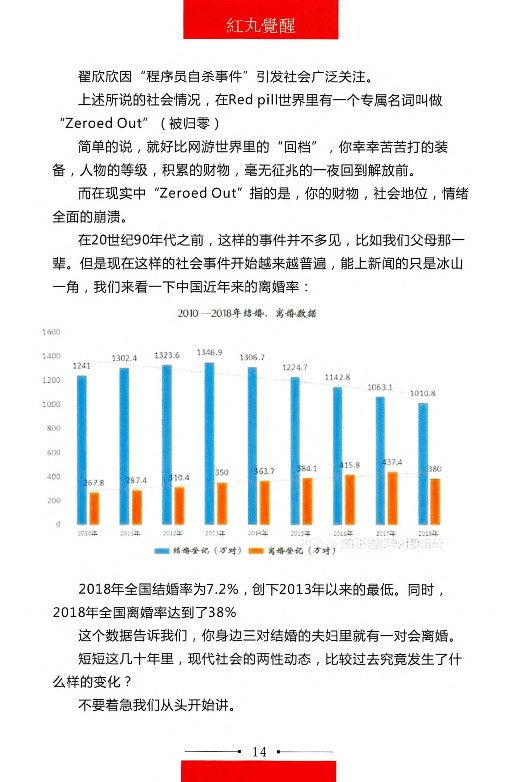 紅丸覺醒
翟欣欣因“程序员自杀事件”引发社会广泛关注。
上述所说的社会情况，在Red pill世界里有一个专属名词叫做
“Zeroed Out”（被归零）
简单的说，就好比网游世界里的“回档”，你幸幸苦苦打的装
备，人物的等级，积累的财物，毫无征兆的一夜回到解放前。
而在现实中“Zeroed Out”指的是，你的财物，社会地位，情绪
全面的崩溃。
在20世纪90年代之前，这样的事件并不多见，比如我们父母那一
辈。但是现在这样的社会事件开始越来越普遍，能上新闻的只是冰山
一角，我们来看一下中国近年来的离婚率：
2010—2018年结婚、离婚数据
1600
1400
1200
1000
800
600
400
200
0
1241
1302.4
1323.6
1346.9
1306.7
1224.7
1142.8
1063.1
1010.8
267.8
287.4
310.4
350
363.7
384.1
415.8
437.4
380
2010年
2011年
2012年
2013年
2014年
2015年
2016年
2017年
2018年
结婚登记（万对）
离婚登记（万对）
2018年全国结婚率为7.2%，创下2013年以来的最低。同时，
2018年全国离婚率达到了38%
这个数据告诉我们，你身边三对结婚的夫妇里就有一对会离婚。
短短这几十年里，现代社会的两性动态，比较过去究竟发生了什
么样的变化？
不要着急我们从头开始讲。
14